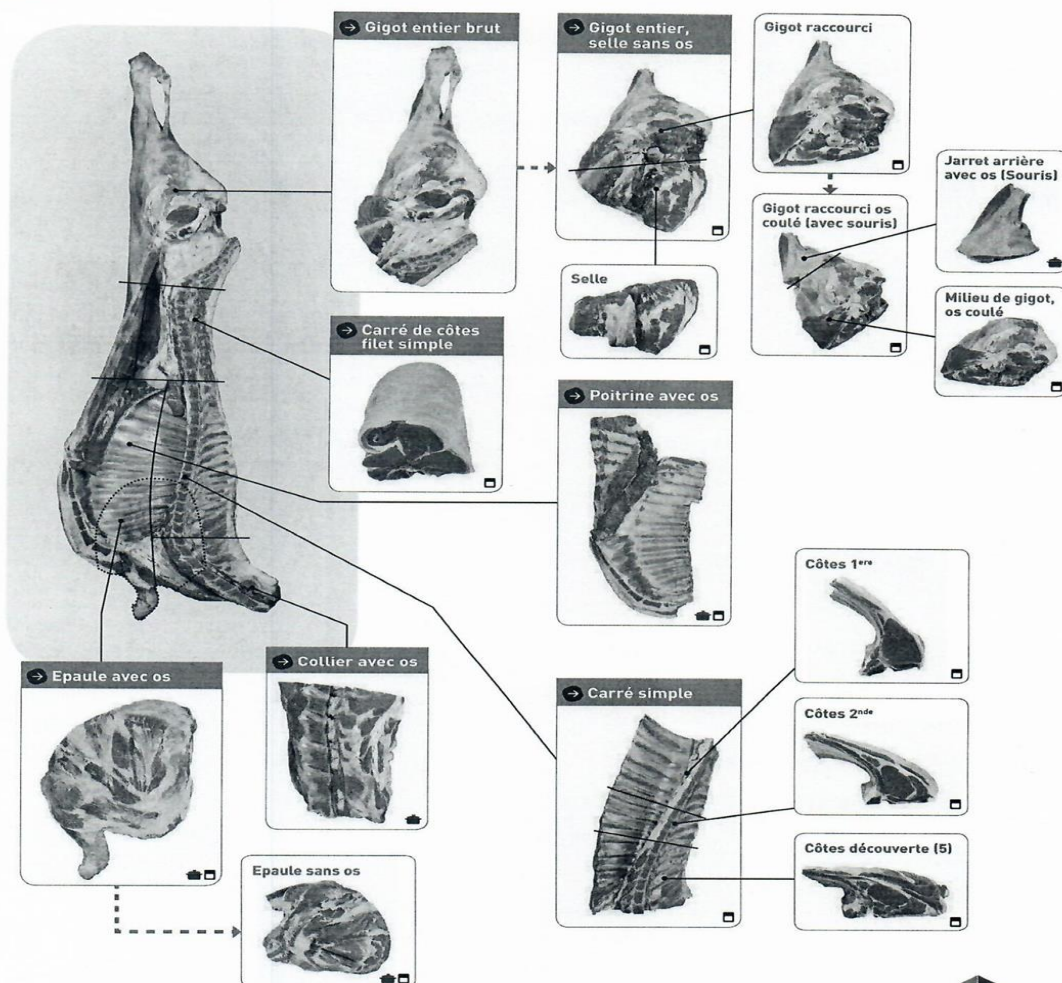 Gigot entier brut
Gigot entier,
selle sans os
Gigot raccourci
Jarret arrière
avec os (Souris)
Gigot raccourci os
coulé (avec souris)
Selle
Milieu de gigot,
os coulé
Carré de côtes
filet simple
Poitrine avec os
Côtes 1ere
Epaule avec os
Collier avec os
Carré simple
Côtes 2nde
Côtes découverte (5)
Epaule sans os